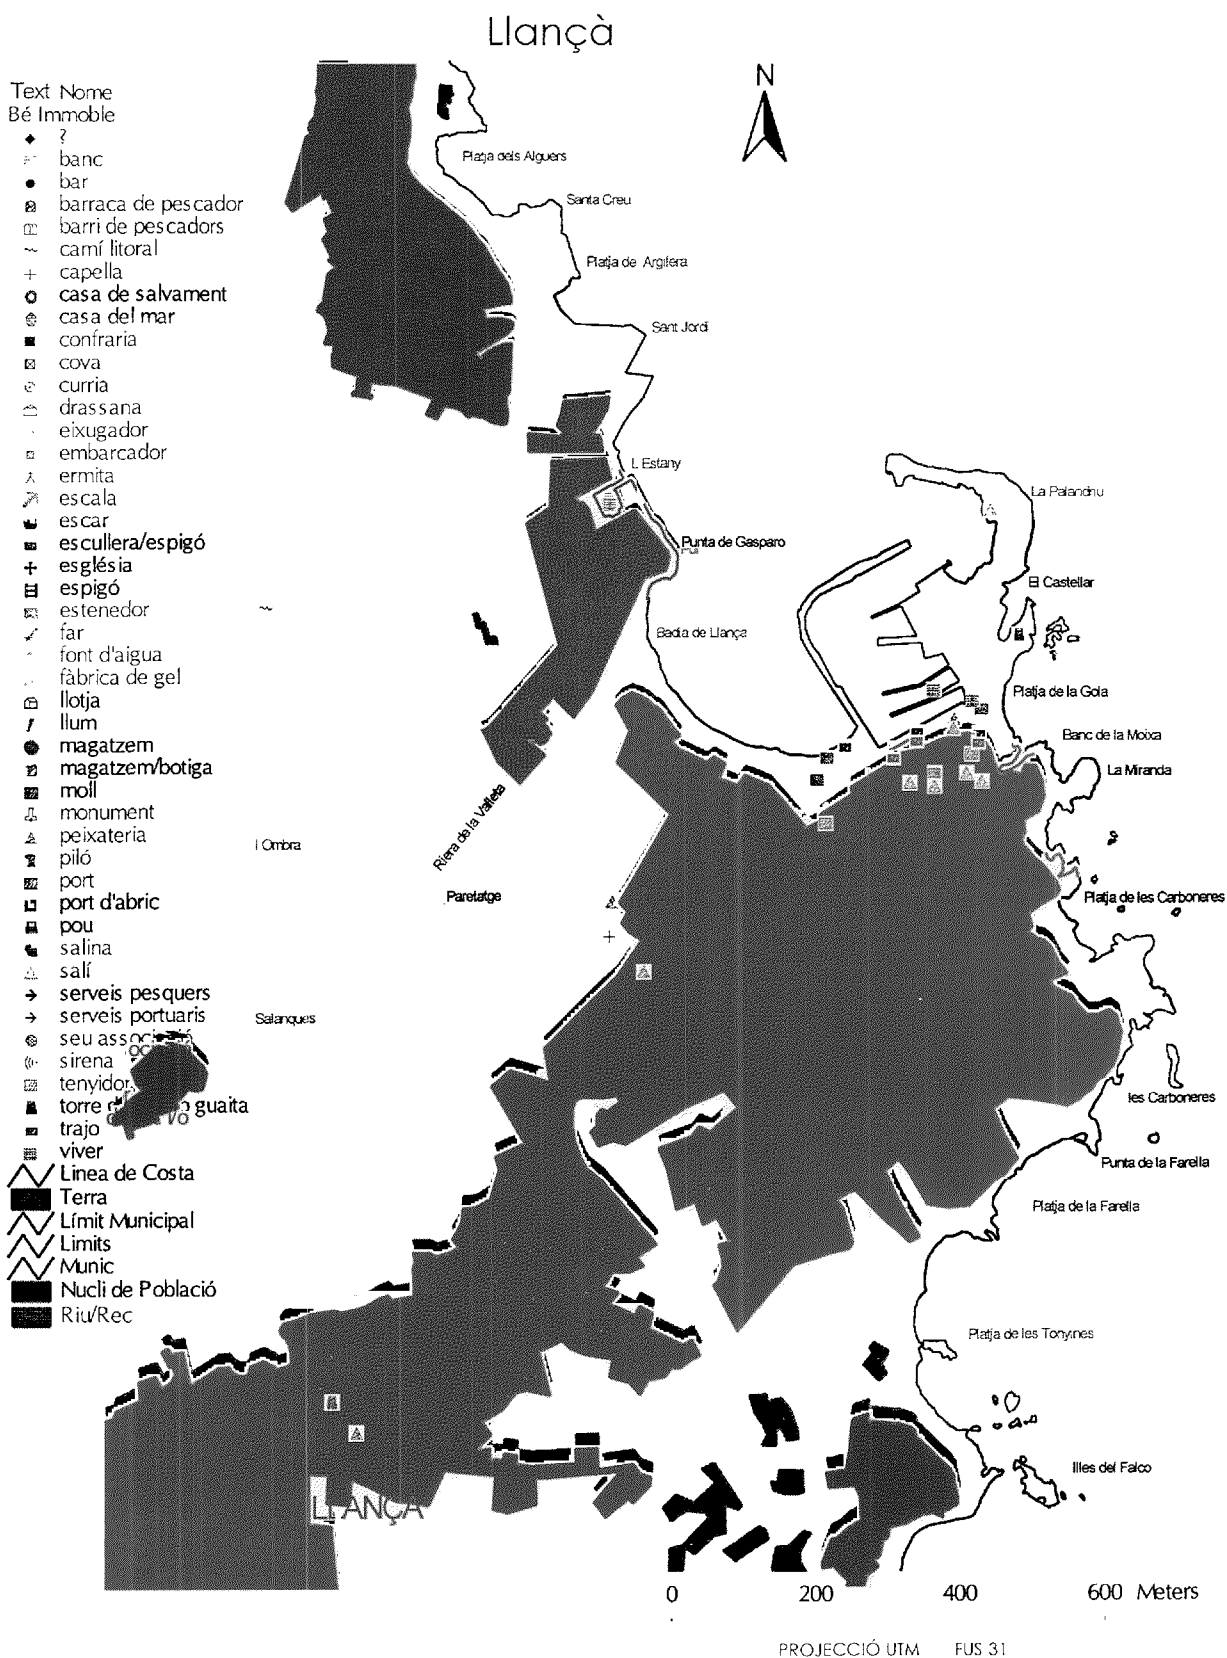 Llançà
N
Text Nome
Bé Immoble
?
banc
bar
barraca de pescador
barri de pescadors
camí litoral
capella
casa de salvament
casa del mar
confraria
cova
curria
drassana
eixugador
embarcador
ermita
escala
escar
escullera/espigó
església
espigó
estenedor
far
font d'aigua
fàbrica de gel
llotja
llum
magatzem
magatzem/botiga
moll
monument
peixateria
piló
port
port d'abric
pou
salina
salí
serveis pesquers
serveis portuaris
seu
sirena
tenyidor
torre guaita
trajo
viver
Linea de Costa
Terra
Límit Municipal
Limits
Munic
Nucli de Població
Riu/Rec
Platja dels Alguers
Santa Creu
Platja de Argilera
Sant Jordi
L Estany
La Palandriu
Punta de Gasparo
El Castellar
Badia de Llança
Platja de la Gola
Banc de la Moixa
La Miranda
Riera de la Valleta
l Ombra
Paretatge
Platja de les Carboneres
Salanques
les Carboneres
Punta de la Farella
Platja de la Farella
Platja de les Tonynes
Illes del Falco
LLANÇA
0 200 400 600 Meters
PROJECCIÓ UTM FUS 31